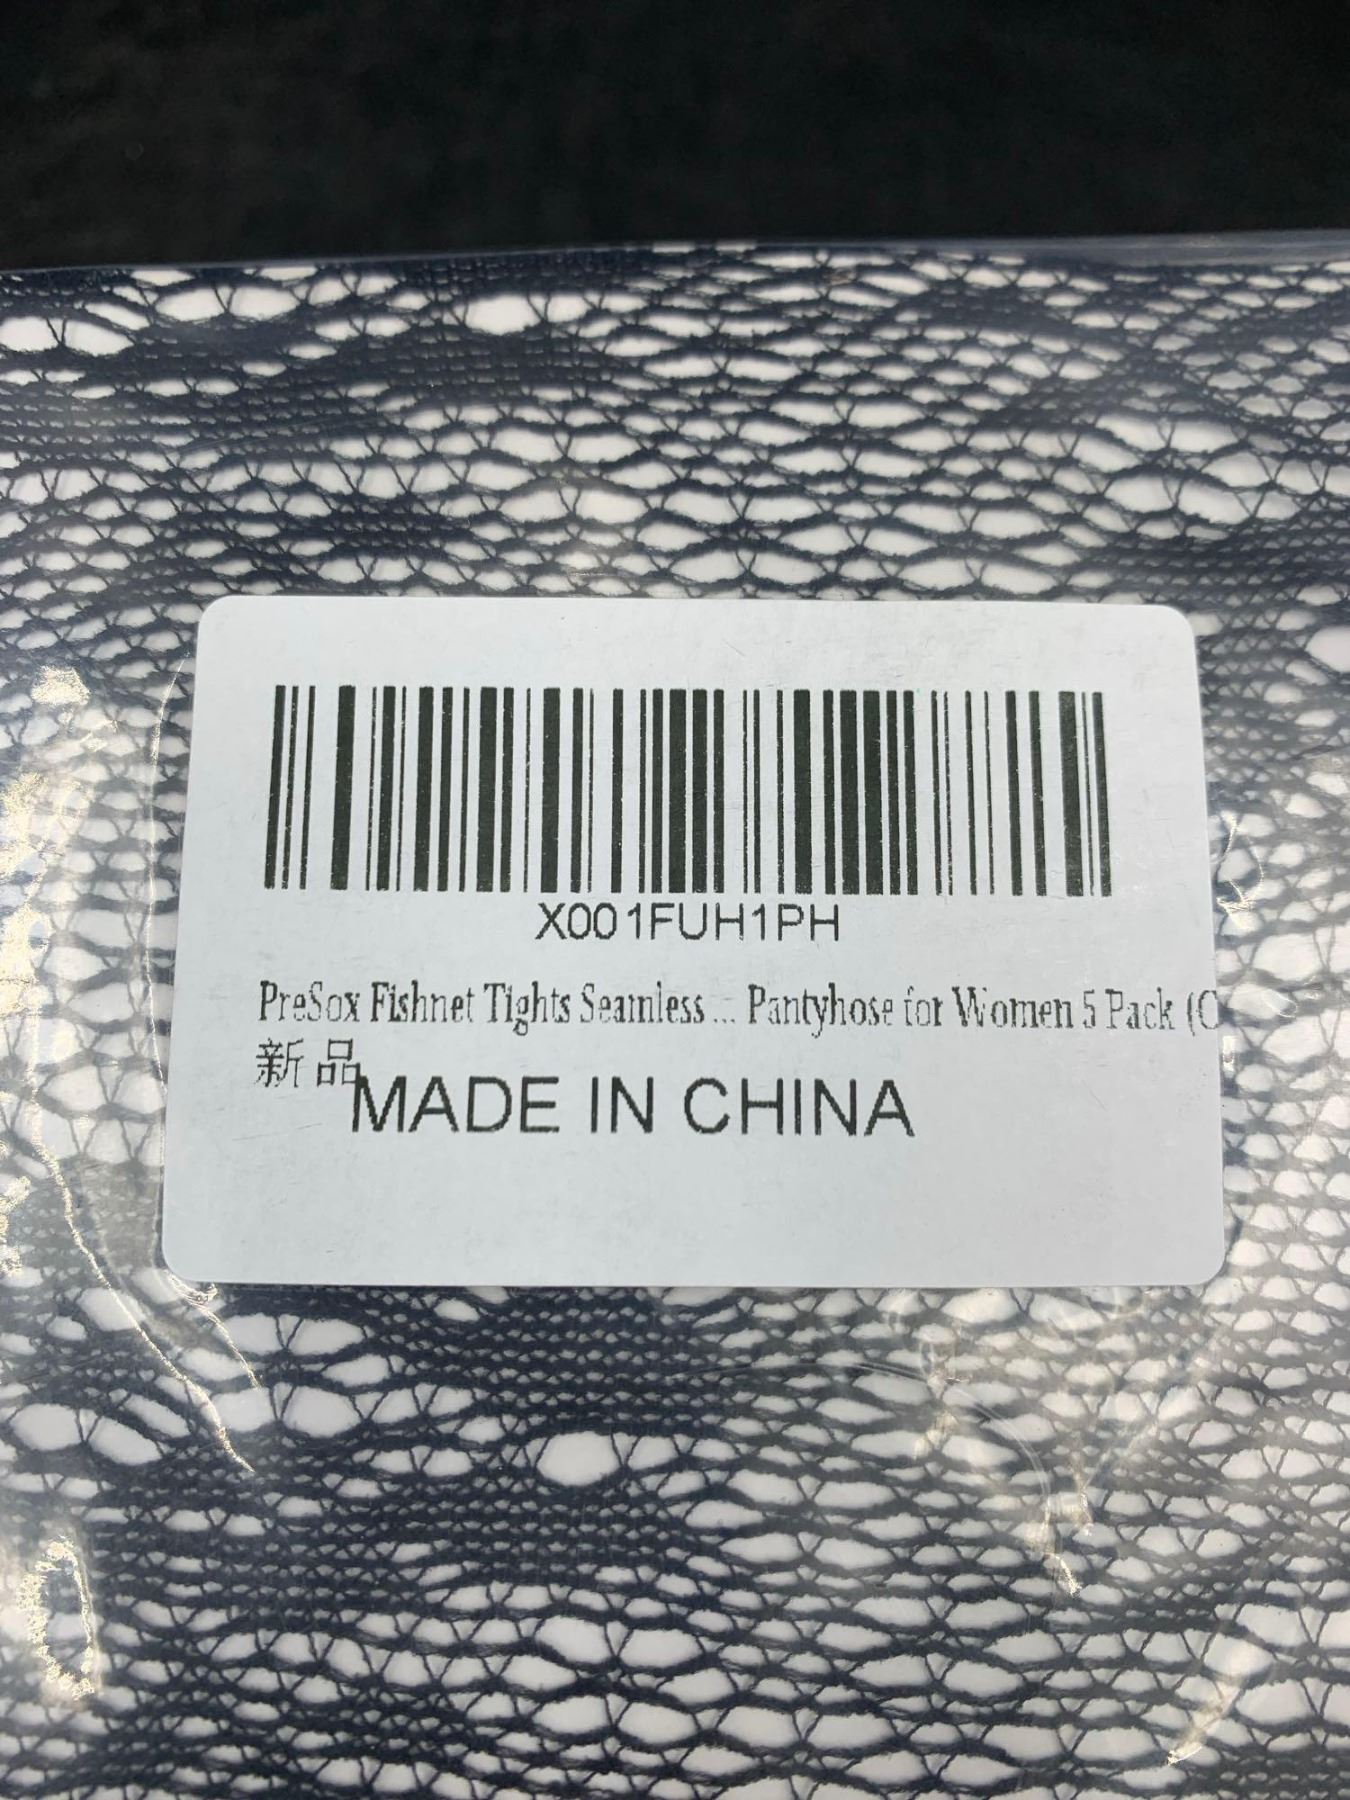 X001FUH1PH
PreSox Fishnet Tights Seamless ... Pantyhose for Women 5 Pack (C
新品
MADE IN CHINA